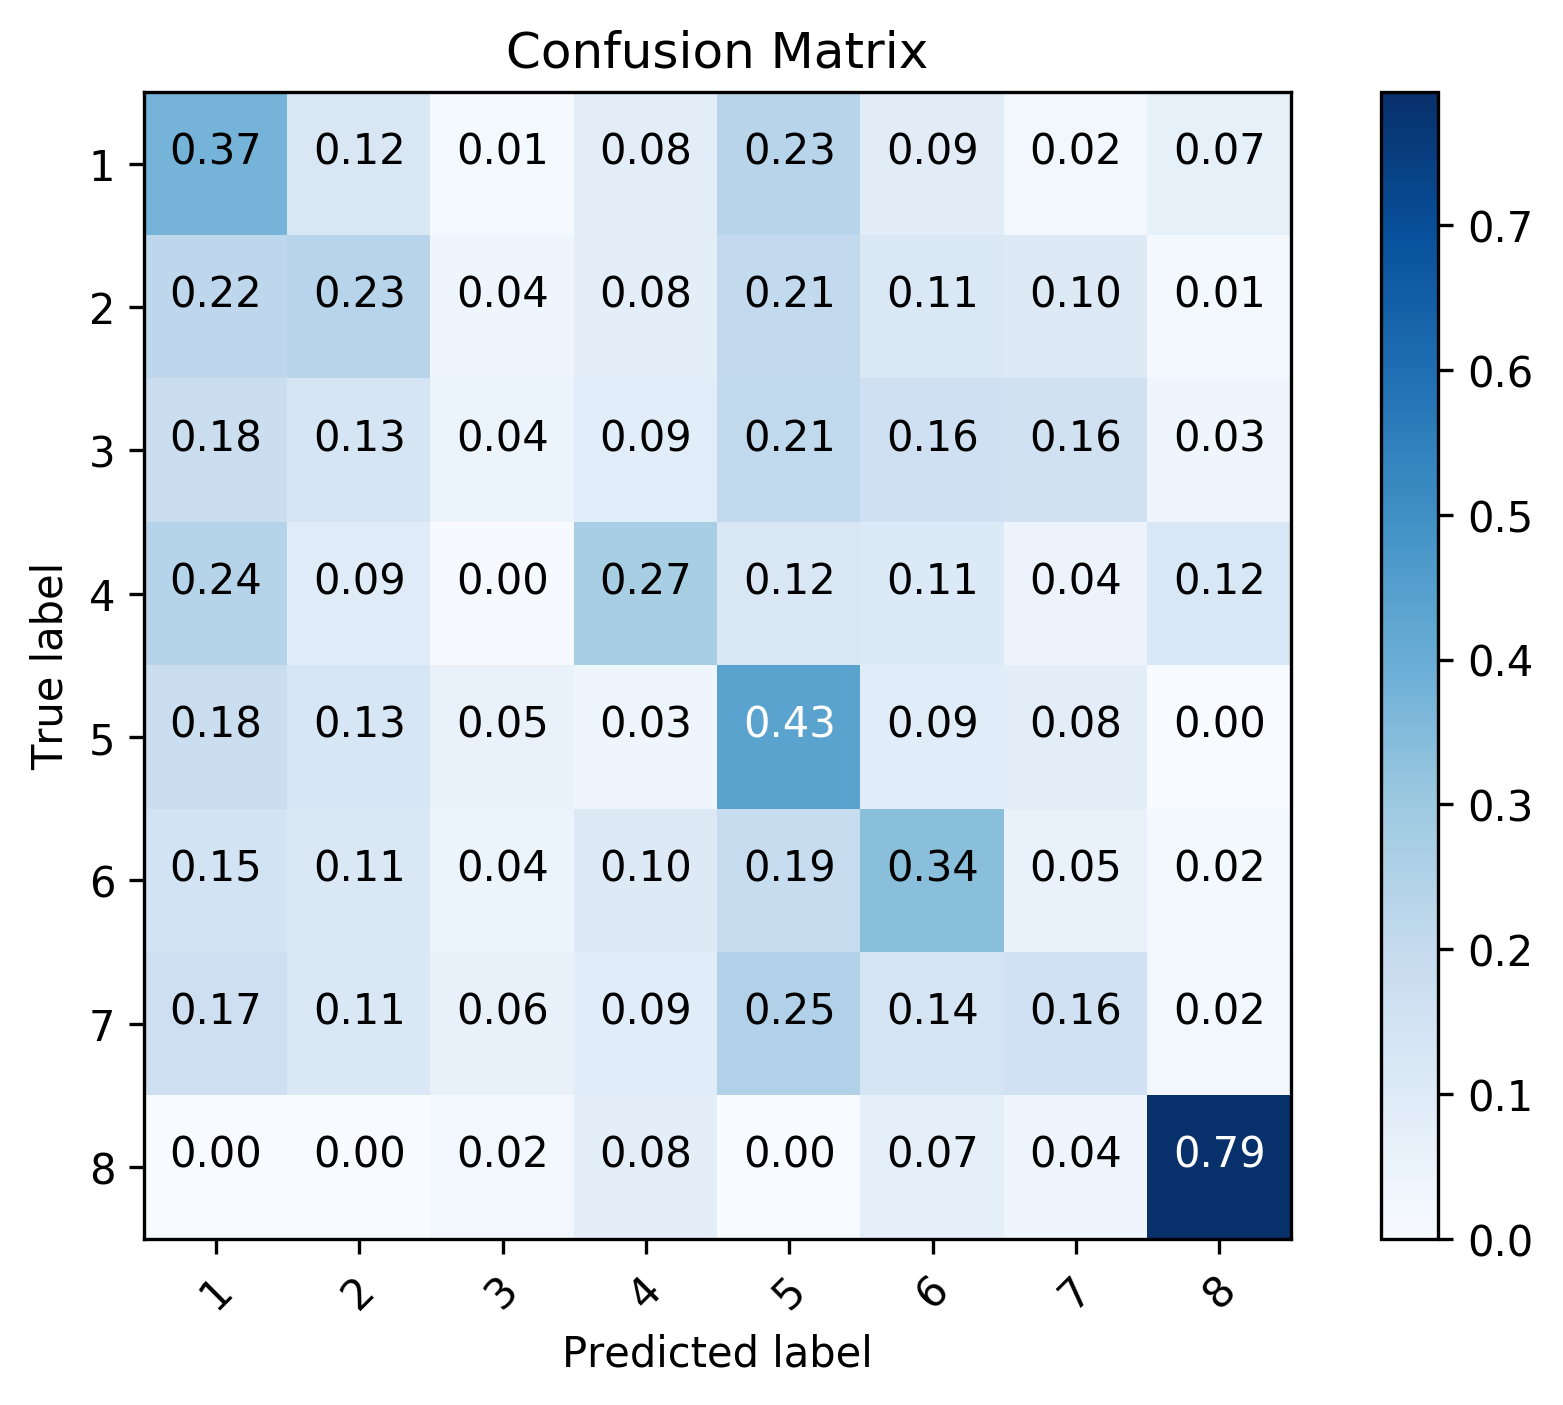 Confusion Matrix
1 0.37 0.12 0.01 0.08 0.23 0.09 0.02 0.07
2 0.22 0.23 0.04 0.08 0.21 0.11 0.10 0.01
3 0.18 0.13 0.04 0.09 0.21 0.16 0.16 0.03
4 0.24 0.09 0.00 0.27 0.12 0.11 0.04 0.12
5 0.18 0.13 0.05 0.03 0.43 0.09 0.08 0.00
6 0.15 0.11 0.04 0.10 0.19 0.34 0.05 0.02
7 0.17 0.11 0.06 0.09 0.25 0.14 0.16 0.02
8 0.00 0.00 0.02 0.08 0.00 0.07 0.04 0.79
True label
1 2 3 4 5 6 7 8
Predicted label
0.7
0.6
0.5
0.4
0.3
0.2
0.1
0.0